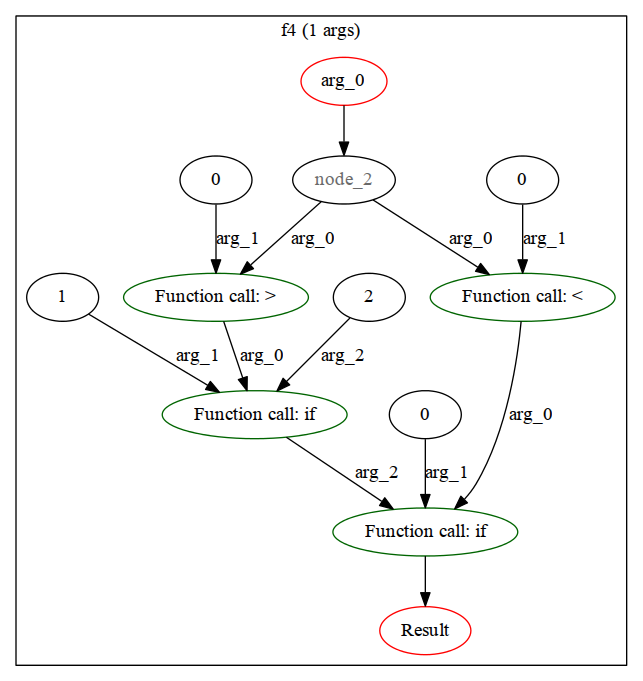 f4 (1 args)
arg_0
0
node_2
0
arg_1
arg_0
arg_0
arg_1
1
Function call: >
2
Function call: <
arg_1
arg_0
arg_2
Function call: if
0
arg_0
arg_2
arg_1
Function call: if
Result